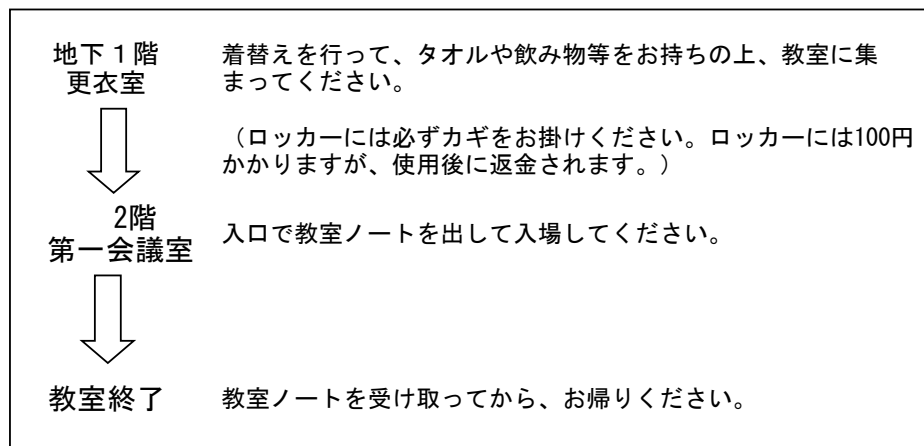 地下１階
更衣室
着替えを行って、タオルや飲み物等をお持ちの上、教室に集
まってください。
（ロッカーには必ずカギをお掛けください。ロッカーには100円
かかりますが、使用後に返金されます。）
2階
第一会議室
入口で教室ノートを出して入場してください。
教室終了
教室ノートを受け取ってから、お帰りください。